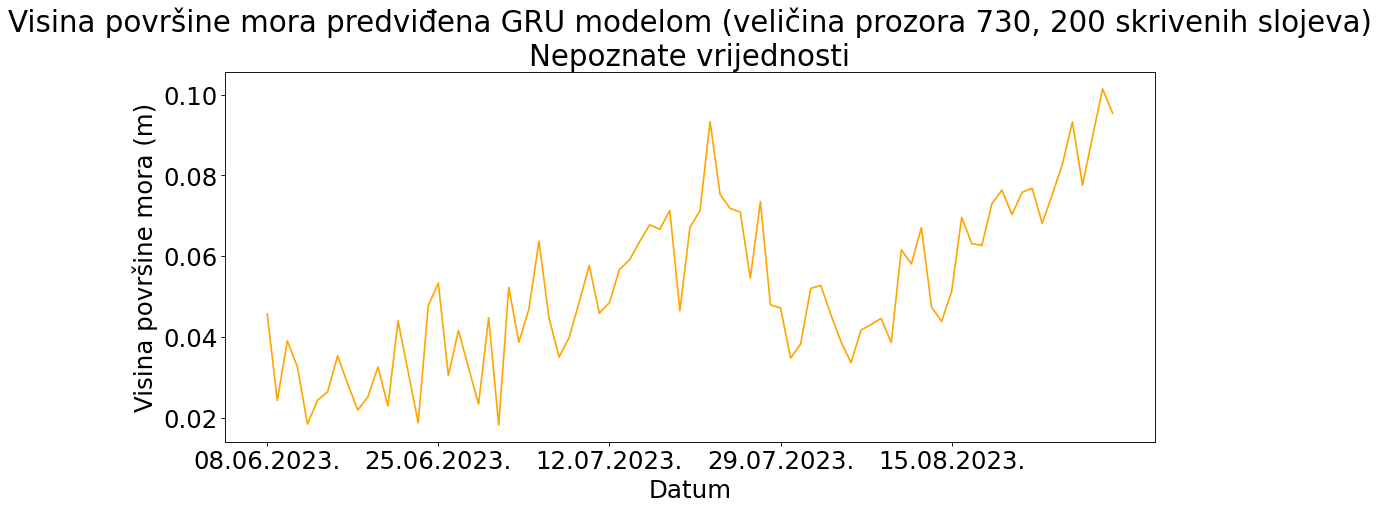 Visina površine mora predviđena GRU modelom (veličina prozora 730, 200 skrivenih slojeva)
Nepoznate vrijednosti
Visina površine mora (m)
0.10
0.08
0.06
0.04
0.02
08.06.2023.
25.06.2023.
12.07.2023.
29.07.2023.
15.08.2023.
Datum